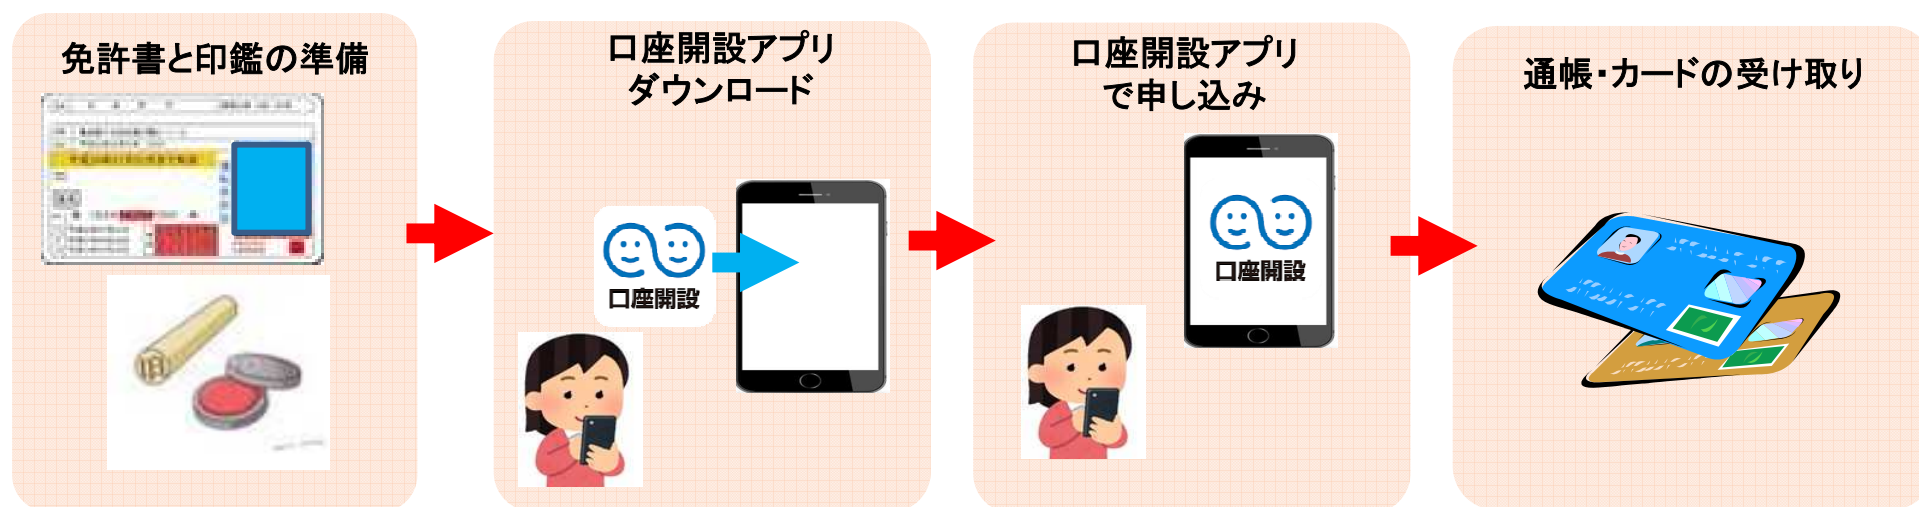 免許書と印鑑の準備
口座開設アプリ
ダウンロード
口座開設
口座開設アプリ
で申し込み
口座開設
通帳・カードの受け取り